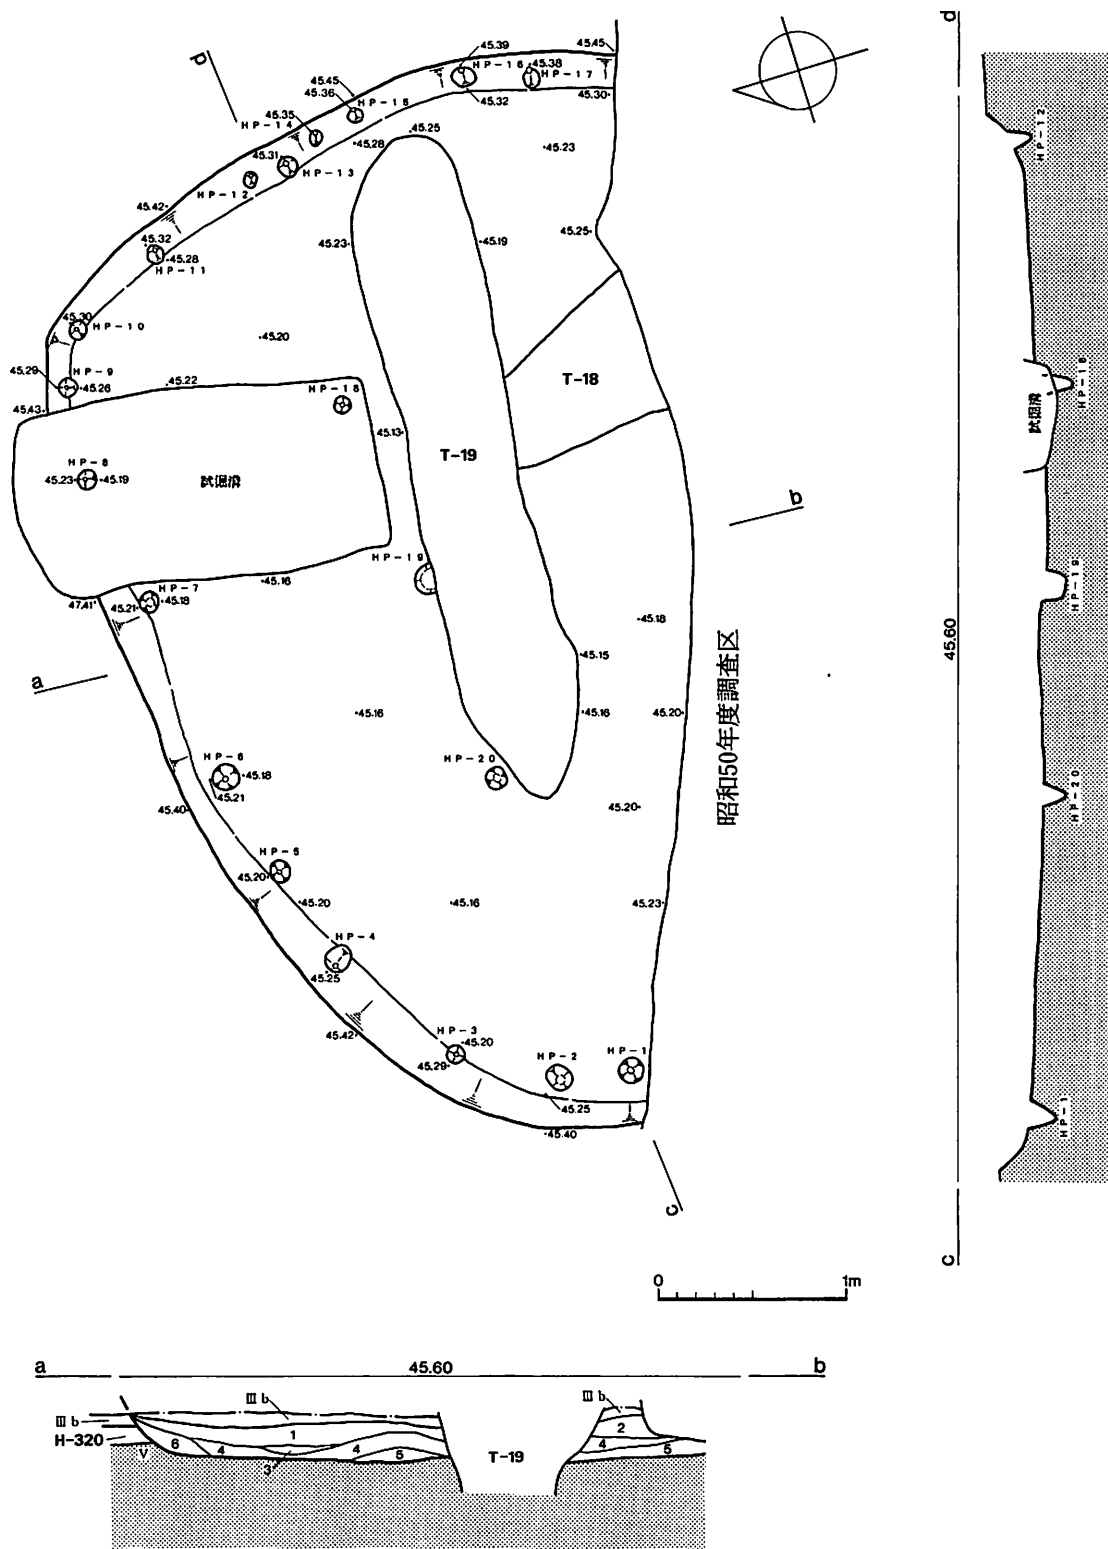 d
45.39
HP-16
45.45
45.38
HP-17
45.32
45.30
d
45.45
45.36
HP-15
45.35
HP-14
45.25
45.28
45.23
45.31
HP-13
HP-12
45.42
45.32
45.28
HP-11
45.23
45.19
45.25
45.30
HP-10
45.20
T-18
45.29
HP-9
45.26
45.22
45.43
HP-18
45.13
T-19
HP-8
45.23
45.19
試掘溝
b
HP-19
45.16
HP-7
47.41
45.21
45.18
45.18
45.15
a
45.16
45.16
45.20
昭和50年度調査区
HP-6
45.18
45.21
HP-20
45.40
45.20
HP-5
45.20
45.20
45.16
45.23
HP-4
45.25
45.42
HP-3
45.20
45.29
HP-2
HP-1
45.25
45.40
c
HP-12
HP-18
試掘溝
HP-19
45.60
HP-20
HP-1
c
0 1m
a 45.60 b
Ⅲb Ⅲb
Ⅲb
H-320
1
2
6 4 4 5
3
V
T-19
4 5